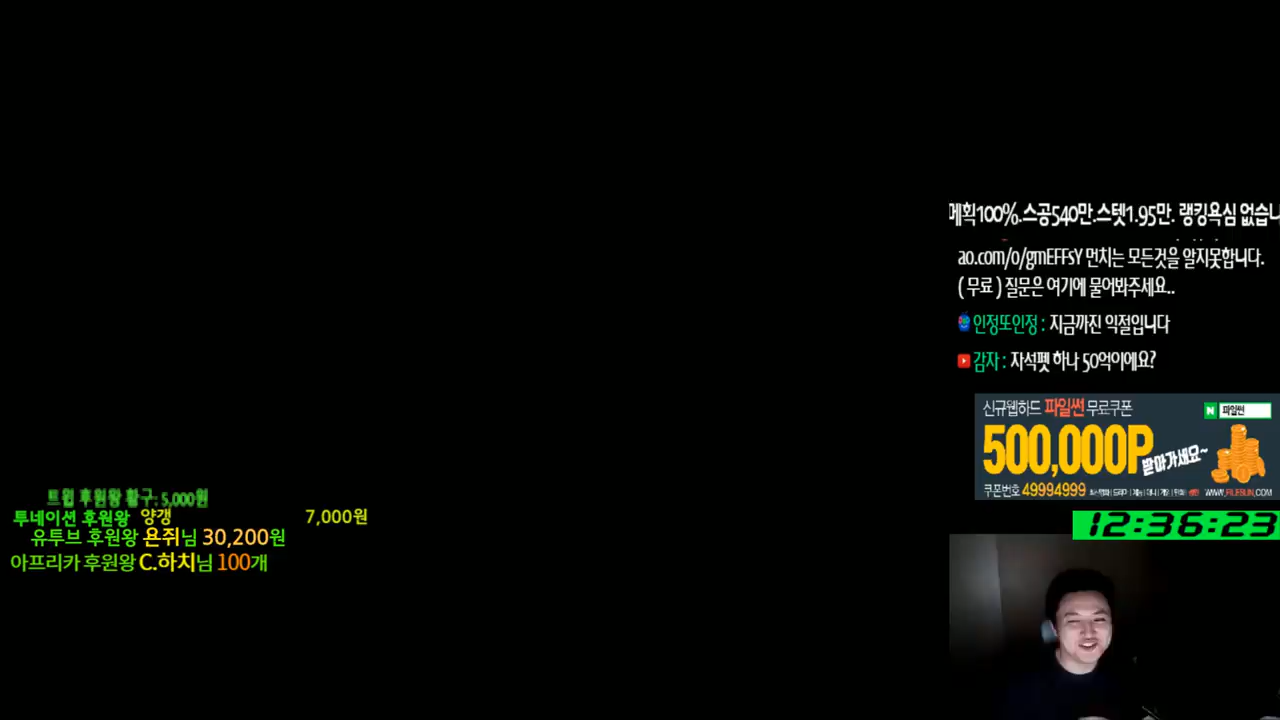 메획100%.스공540만.스텟1.95만. 랭킹욕심 없습니
ao.com/o/gmEFFsY 먼치는 모든것을 알지못합니다.
( 무료 ) 질문은 여기에 물어봐주세요..
인정또인정 : 지금까진 익절입니다
감자 : 자석펫 하나 50억이에요?
신규웹하드 파일썬 무료쿠폰
N 파일썬
500,000P 받아가세요~
쿠폰번호 49994999
WWW.FILESUN.COM
12:36:23
트윕 후원왕 황구: 5,000원
투네이션 후원왕 양갱 7,000원
유투브 후원왕 욘쥐님 30,200원
아프리카 후원왕 C.하치님 100개